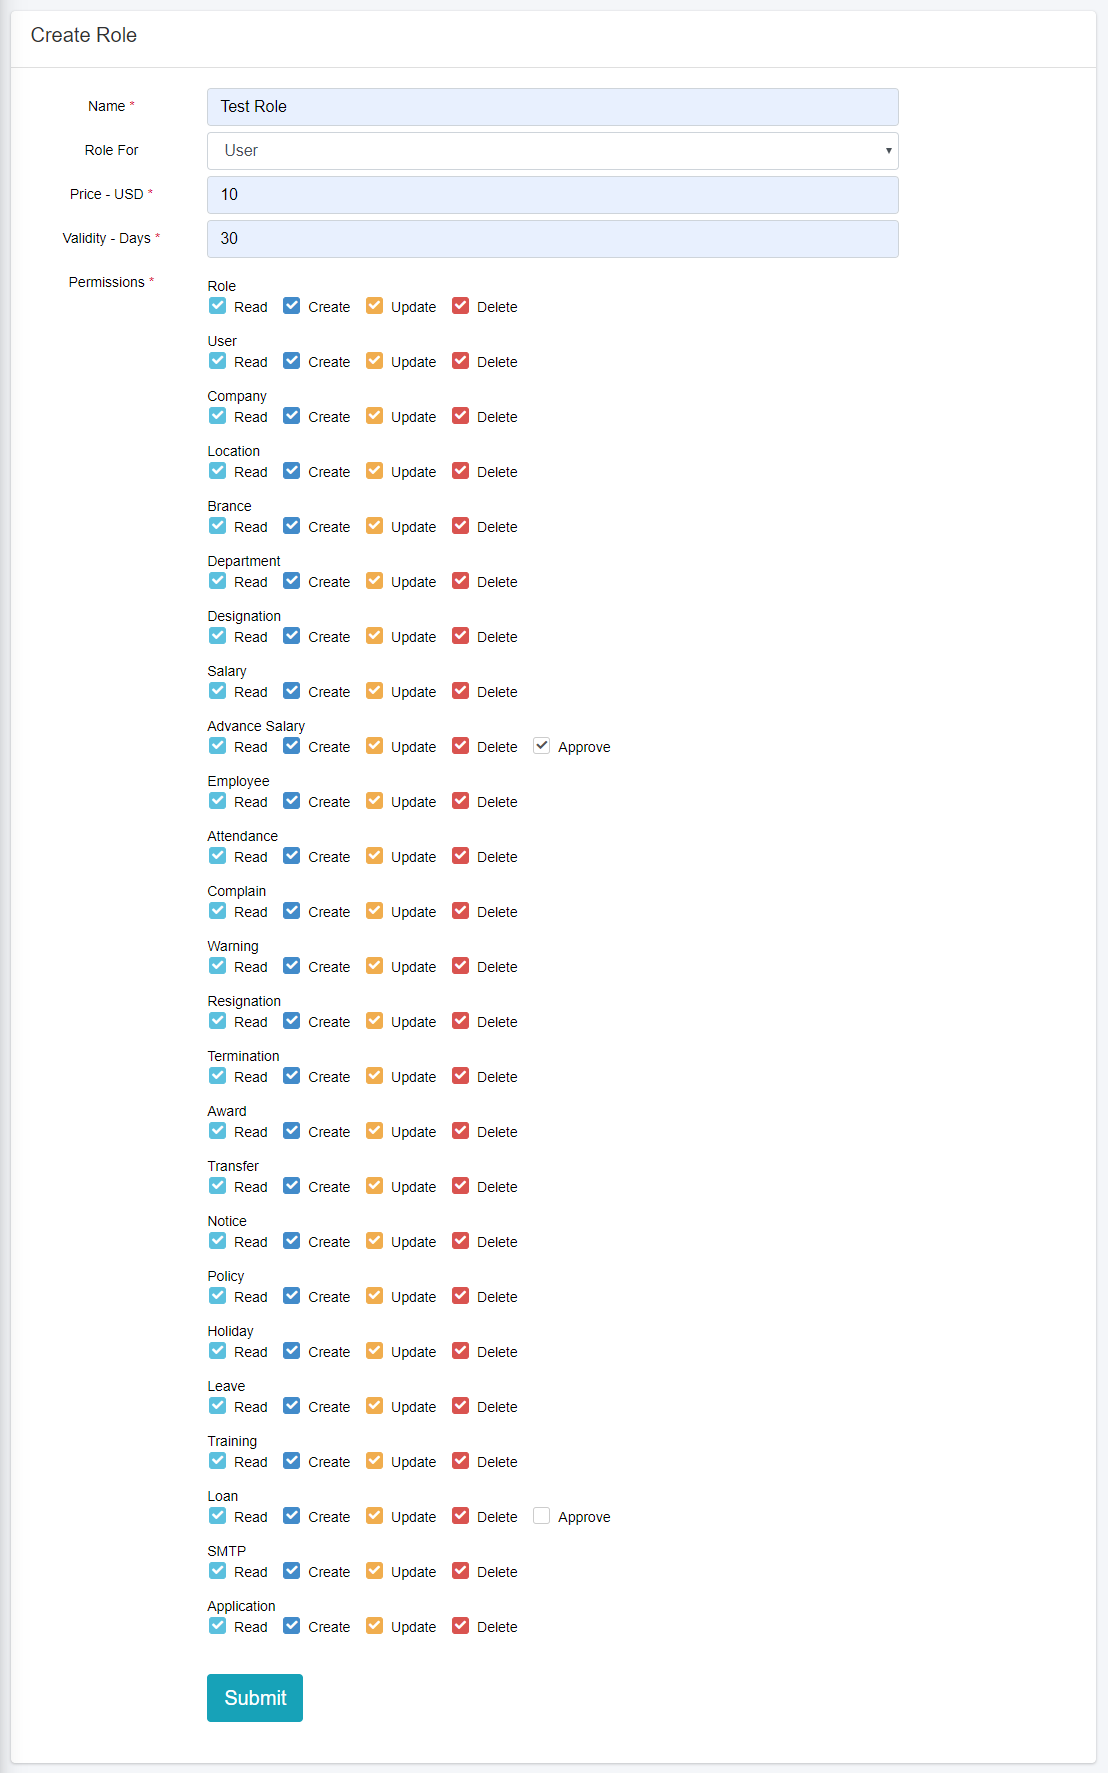 Create Role
Name *
Test Role
Role For
User
Price - USD *
10
Validity - Days *
30
Permissions *
Role
Read Create Update Delete
User
Read Create Update Delete
Company
Read Create Update Delete
Location
Read Create Update Delete
Brance
Read Create Update Delete
Department
Read Create Update Delete
Designation
Read Create Update Delete
Salary
Read Create Update Delete
Advance Salary
Read Create Update Delete Approve
Employee
Read Create Update Delete
Attendance
Read Create Update Delete
Complain
Read Create Update Delete
Warning
Read Create Update Delete
Resignation
Read Create Update Delete
Termination
Read Create Update Delete
Award
Read Create Update Delete
Transfer
Read Create Update Delete
Notice
Read Create Update Delete
Policy
Read Create Update Delete
Holiday
Read Create Update Delete
Leave
Read Create Update Delete
Training
Read Create Update Delete
Loan
Read Create Update Delete Approve
SMTP
Read Create Update Delete
Application
Read Create Update Delete
Submit